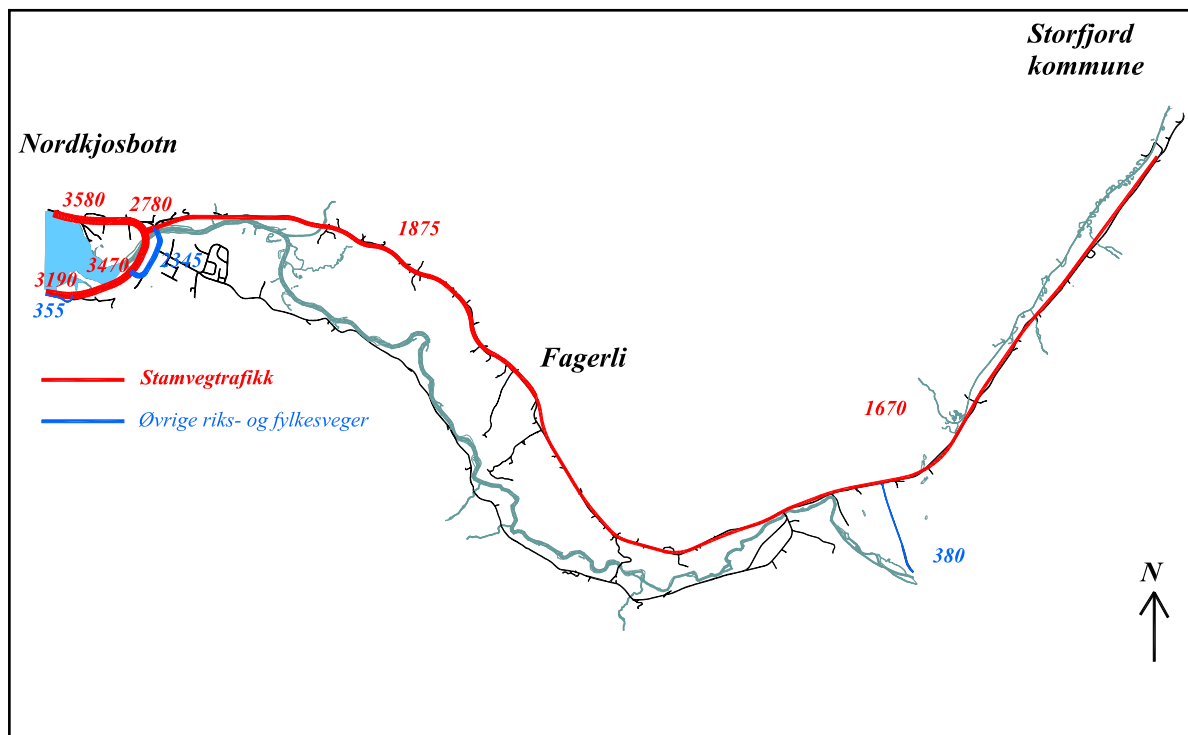 Storfjord
kommune
Nordkjosbotn
3580
2780
1875
3470
2345
3190
355
Fagerli
Stamvegtrafikk
Øvrige riks- og fylkesveger
1670
380
N